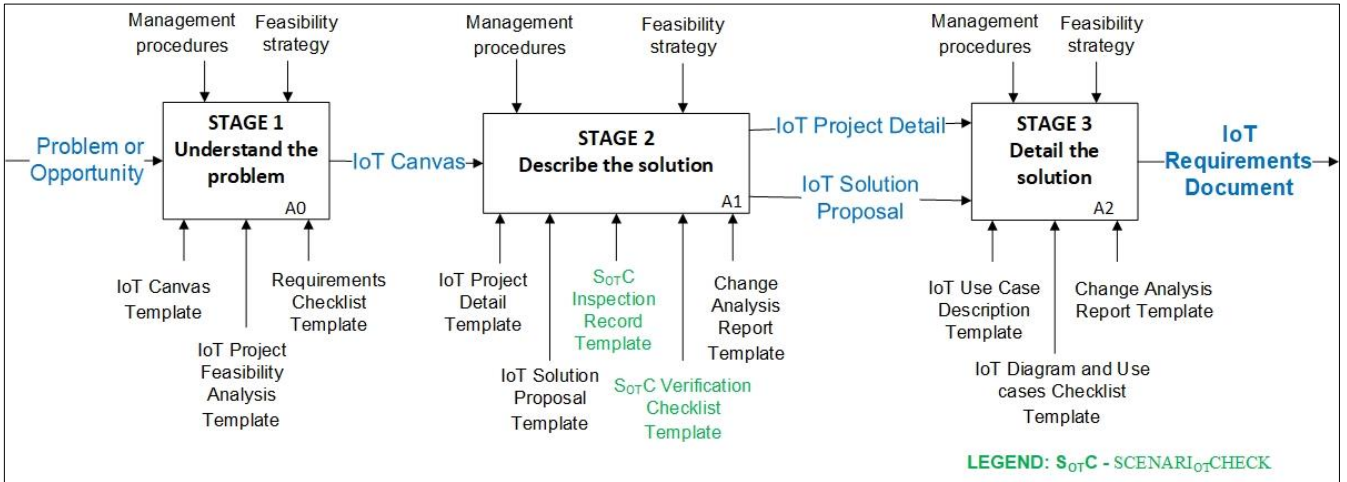 Management
procedures
Feasibility
strategy
Management
procedures
Feasibility
strategy
Management
procedures
Feasibility
strategy
Problem or
Opportunity
STAGE 1
Understand the
problem
A0
IoT Canvas
STAGE 2
Describe the solution
A1
IoT Project Detail
IoT Solution
Proposal
STAGE 3
Detail the
solution
A2
IoT
Requirements
Document
IoT Canvas
Template
IoT Project
Feasibility
Analysis
Template
Requirements
Checklist
Template
IoT Project
Detail
Template
IoT Solution
Proposal
Template
SOTC
Inspection
Record
Template
SOTC Verification
Checklist
Template
Change
Analysis
Report
Template
IoT Use Case
Description
Template
IoT Diagram and Use
cases Checklist
Template
Change Analysis
Report Template
LEGEND: SOTC - SCENARIOTCHECK